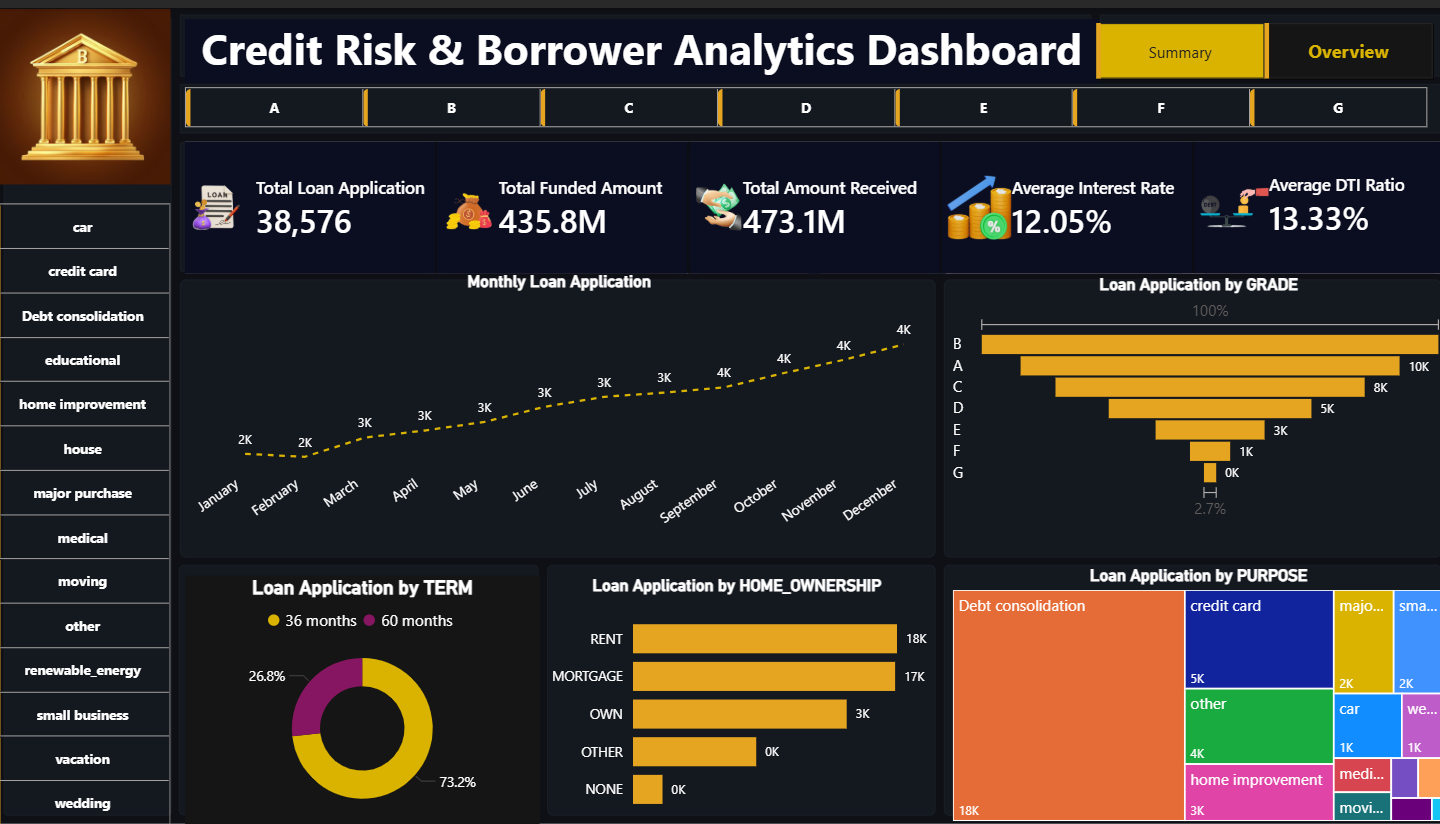 B
Credit Risk & Borrower Analytics Dashboard
Summary
Overview
A
B
C
D
E
F
G
LOAN
Total Loan Application
38,576
Total Funded Amount
435.8M
Total Amount Received
473.1M
%
Average Interest Rate
12.05%
DEBT
Average DTI Ratio
13.33%
car
credit card
Debt consolidation
educational
home improvement
house
major purchase
medical
moving
other
renewable_energy
small business
vacation
wedding
Monthly Loan Application
2K
2K
3K
3K
3K
3K
3K
3K
4K
4K
4K
4K
January
February
March
April
May
June
July
August
September
October
November
December
Loan Application by GRADE
100%
B
A 10K
C 8K
D 5K
E 3K
F 1K
G 0K
2.7%
Loan Application by TERM
36 months
60 months
26.8%
73.2%
Loan Application by HOME_OWNERSHIP
RENT 18K
MORTGAGE 17K
OWN 3K
OTHER 0K
NONE 0K
Loan Application by PURPOSE
Debt consolidation
18K
credit card
5K
other
4K
home improvement
3K
majo...
2K
sma...
2K
car
1K
we...
1K
medi...
movi...